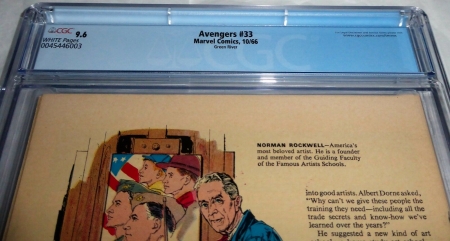 CGC 9.6
WHITE Pages
0045446003
Avengers #33
Marvel Comics, 10/66
Green River
NORMAN ROCKWELL—America's
most beloved artist. He is a founder
and member of the Guiding Faculty
of the Famous Artists Schools.
into good artists. Albert Dorne asked,
"Why can't we give these people the
training they need—including all the
trade secrets and know-how we've
learned over the years?"
He suggested a new kind of art